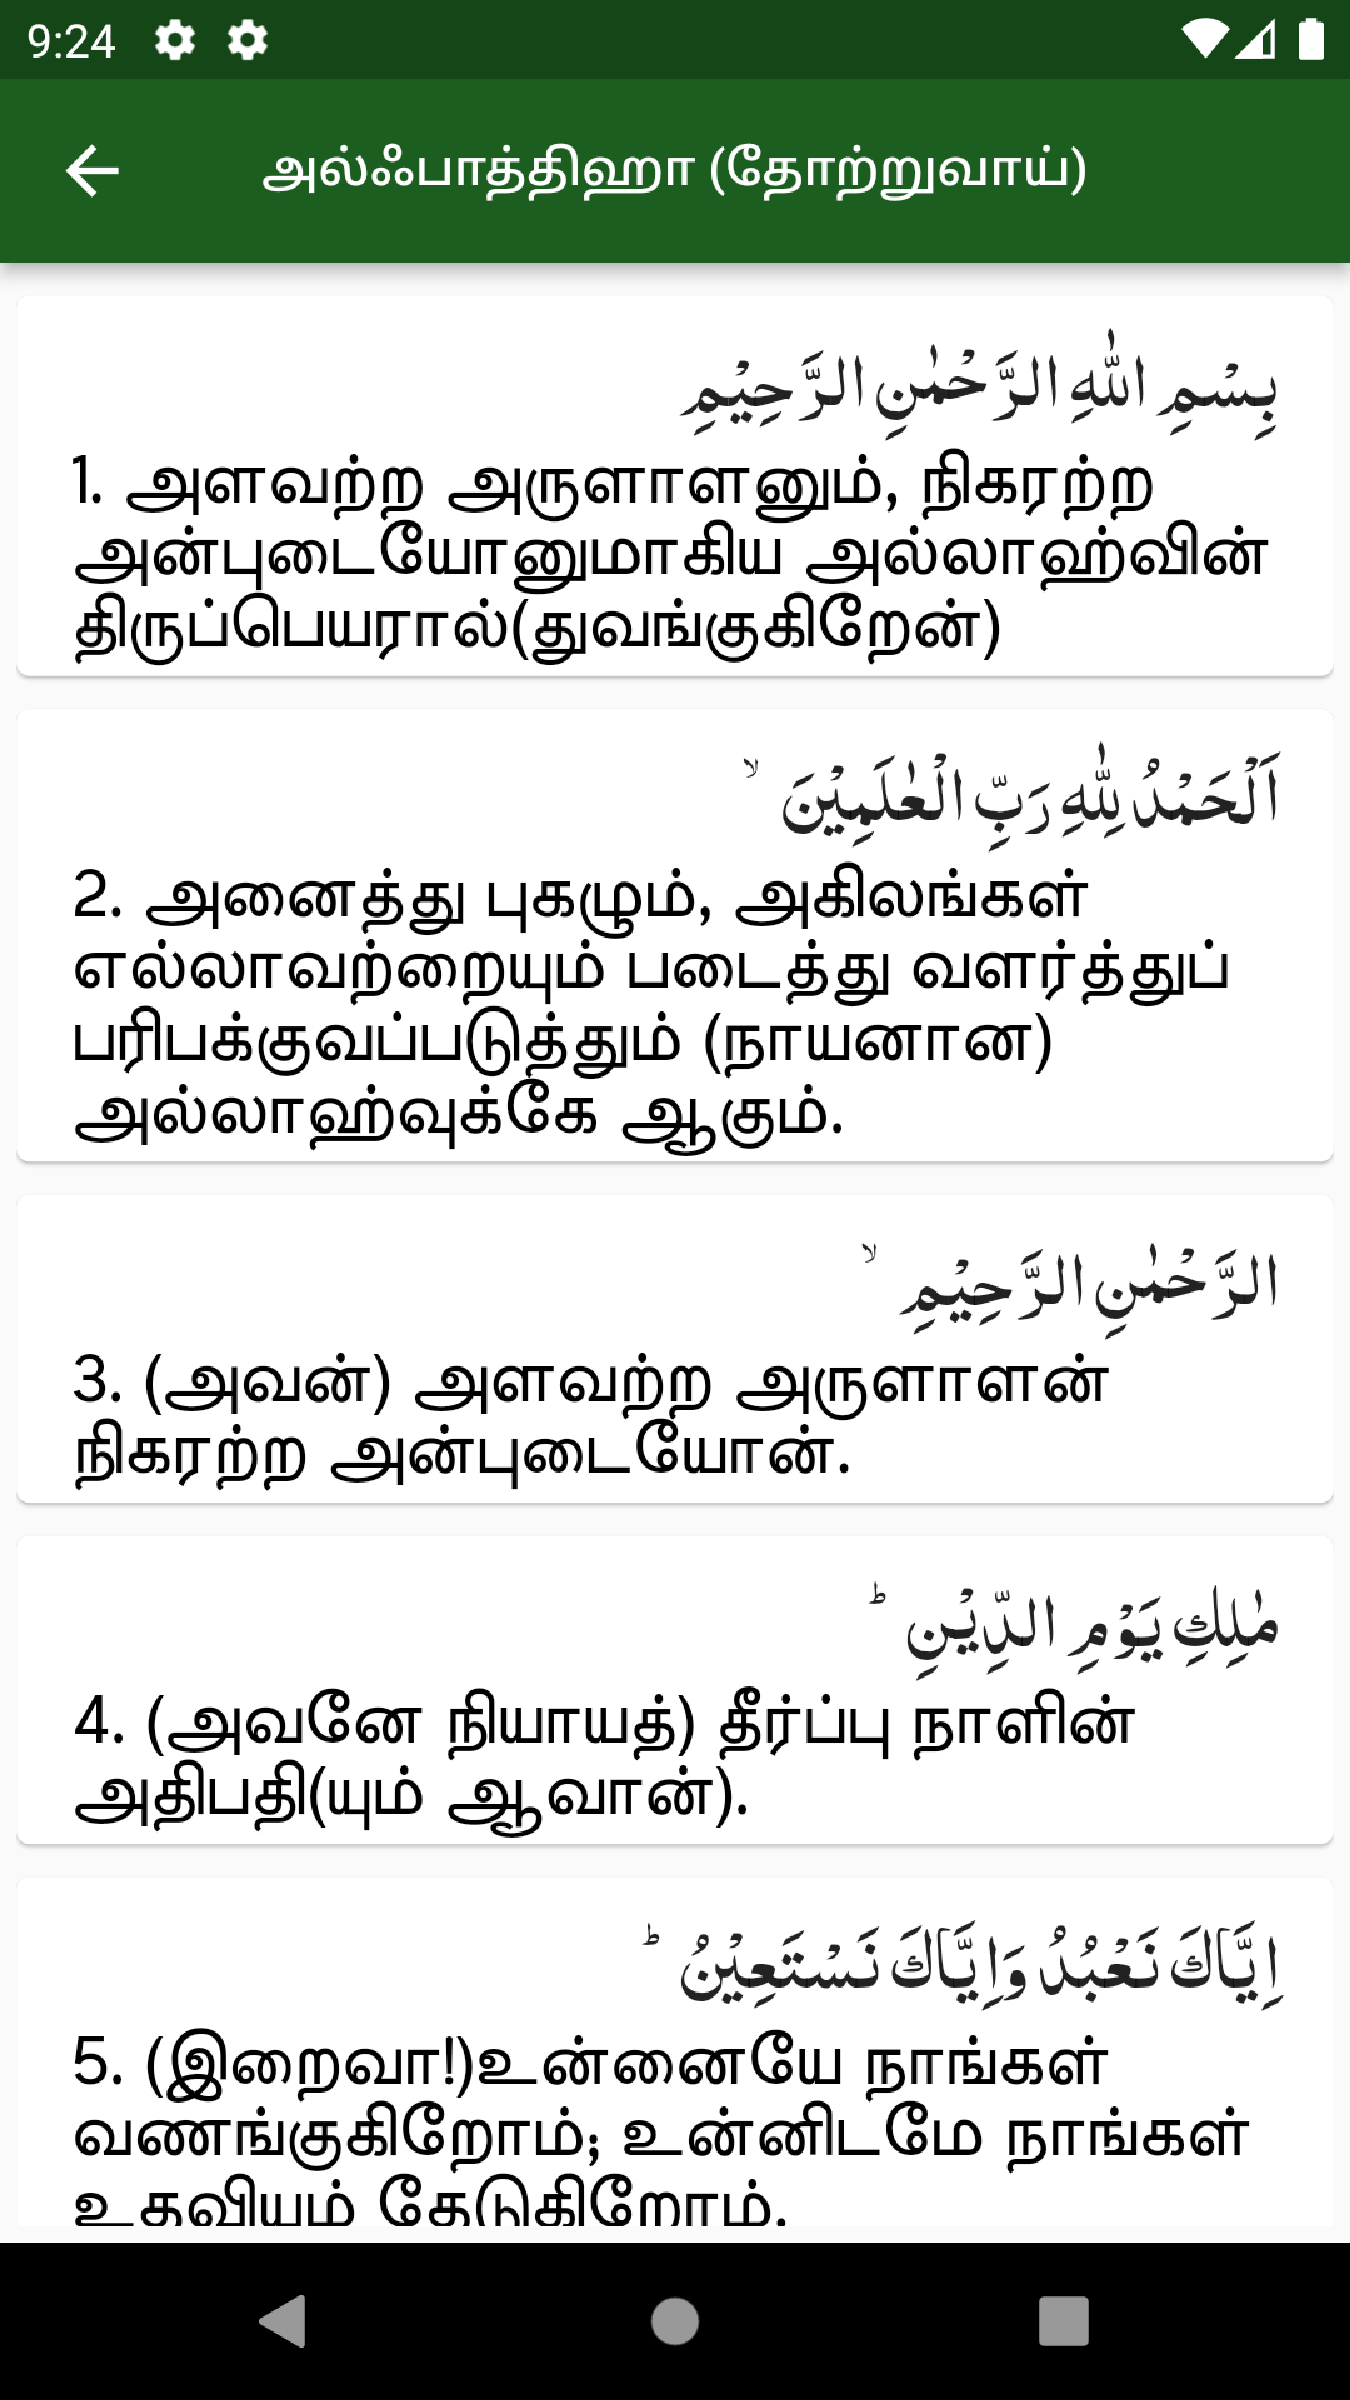 9:24
அல்ஃபாத்திஹா (தோற்றுவாய்)
بِسْمِ اللّٰهِ الرَّحْمٰنِ الرَّحِيْمِ
1. அளவற்ற அருளாளனும், நிகரற்ற
அன்புடையோனுமாகிய அல்லாஹ்வின்
திருப்பெயரால்(துவங்குகிறேன்)
اَلْحَمْدُ لِلّٰهِ رَبِّ الْعٰلَمِيْنَ ۙ
2. அனைத்து புகழும், அகிலங்கள்
எல்லாவற்றையும் படைத்து வளர்த்துப்
பரிபக்குவப்படுத்தும் (நாயனான)
அல்லாஹ்வுக்கே ஆகும்.
الرَّحْمٰنِ الرَّحِيْمِ ۙ
3. (அவன்) அளவற்ற அருளாளன்
நிகரற்ற அன்புடையோன்.
مٰلِكِ يَوْمِ الدِّيْنِ ؕ
4. (அவனே நியாயத்) தீர்ப்பு நாளின்
அதிபதி(யும் ஆவான்).
اِيَّاكَ نَعْبُدُ وَاِيَّاكَ نَسْتَعِيْنُ ؕ
5. (இறைவா!)உன்னையே நாங்கள்
வணங்குகிறோம்; உன்னிடமே நாங்கள்
உதவியும் தேடுகிறோம்.